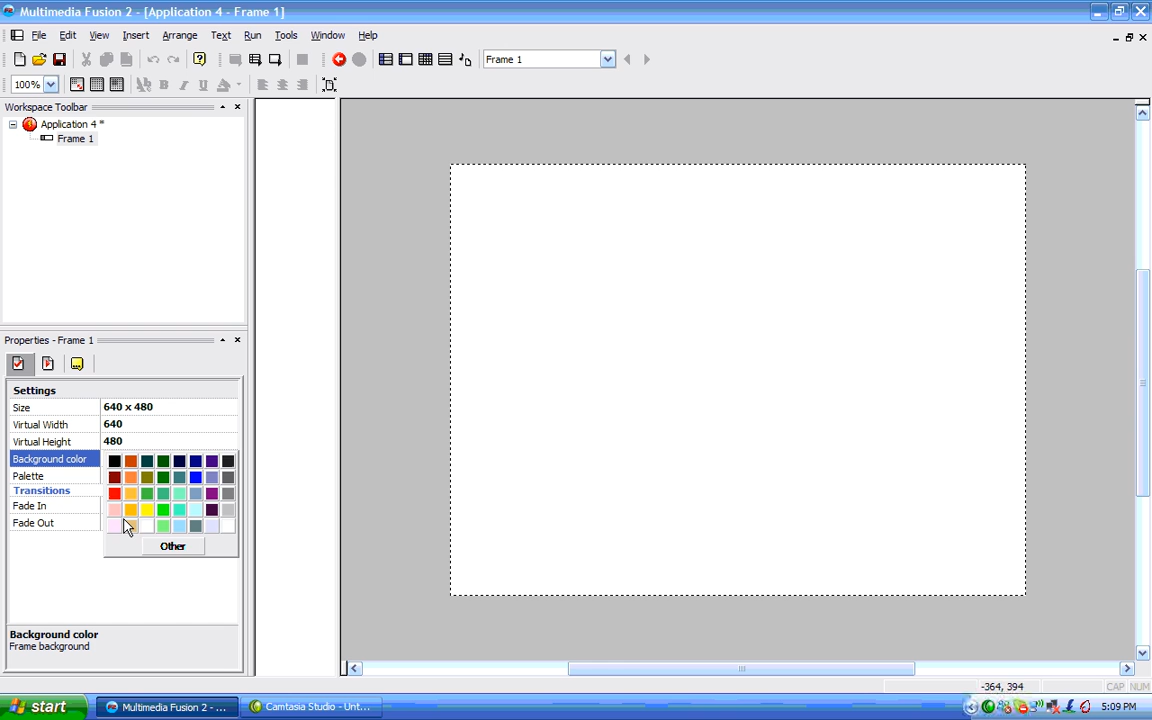 Multimedia Fusion 2 - [Application 4 - Frame 1]
File Edit View Insert Arrange Text Run Tools Window Help
Frame 1
100%
Workspace Toolbar
Application 4 *
Frame 1
Properties - Frame 1
Settings
Size 640 x 480
Virtual Width 640
Virtual Height 480
Background color
Palette
Transitions
Fade In
Fade Out
Other
Background color
Frame background
-364, 394 CAP NUM
start Multimedia Fusion 2 - ... Camtasia Studio - Unt... 5:09 PM